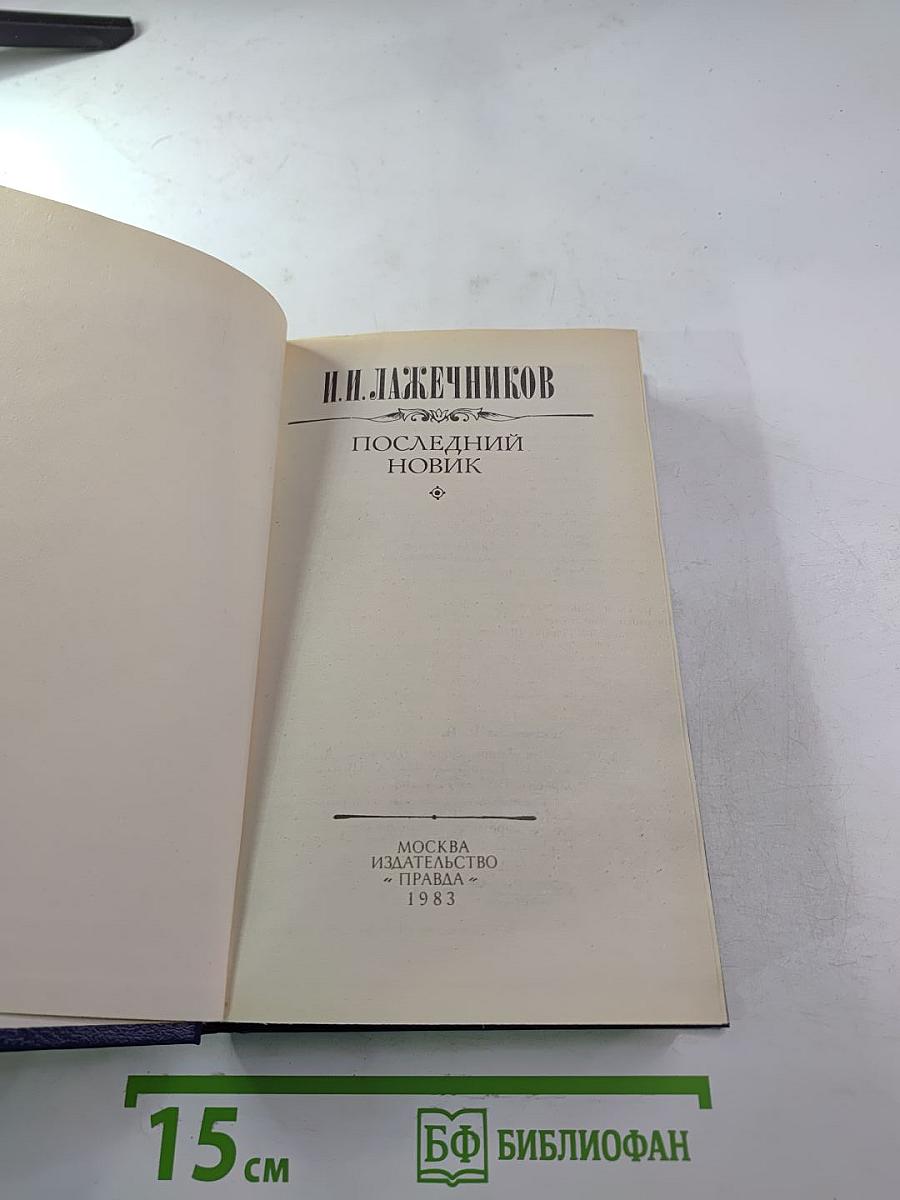 И.И.ЛАЖЕЧНИКОВ
ПОСЛЕДНИЙ
НОВИК
МОСКВА
ИЗДАТЕЛЬСТВО
«ПРАВДА»
1983
15 см
БФ БИБЛИОФАН